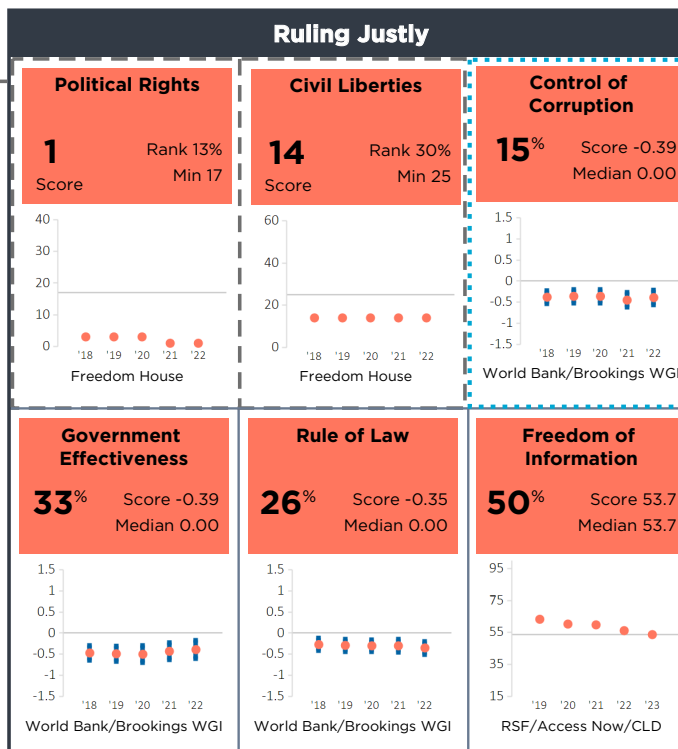 Ruling Justly
Political Rights
1
Score
Rank 13%
Min 17
40
30
20
10
0
'18 '19 '20 '21 '22
Freedom House
Civil Liberties
14
Score
Rank 30%
Min 25
60
40
20
0
'18 '19 '20 '21 '22
Freedom House
Control of
Corruption
15%
Score -0.39
Median 0.00
1.5
1
0.5
0
-0.5
-1
-1.5
'18 '19 '20 '21 '22
World Bank/Brookings WGI
Government
Effectiveness
33%
Score -0.39
Median 0.00
1.5
1
0.5
0
-0.5
-1
-1.5
'18 '19 '20 '21 '22
World Bank/Brookings WGI
Rule of Law
26%
Score -0.35
Median 0.00
1.5
1
0.5
0
-0.5
-1
-1.5
'18 '19 '20 '21 '22
World Bank/Brookings WGI
Freedom of
Information
50%
Score 53.7
Median 53.7
95
75
55
35
15
'19 '20 '21 '22 '23
RSF/Access Now/CLD